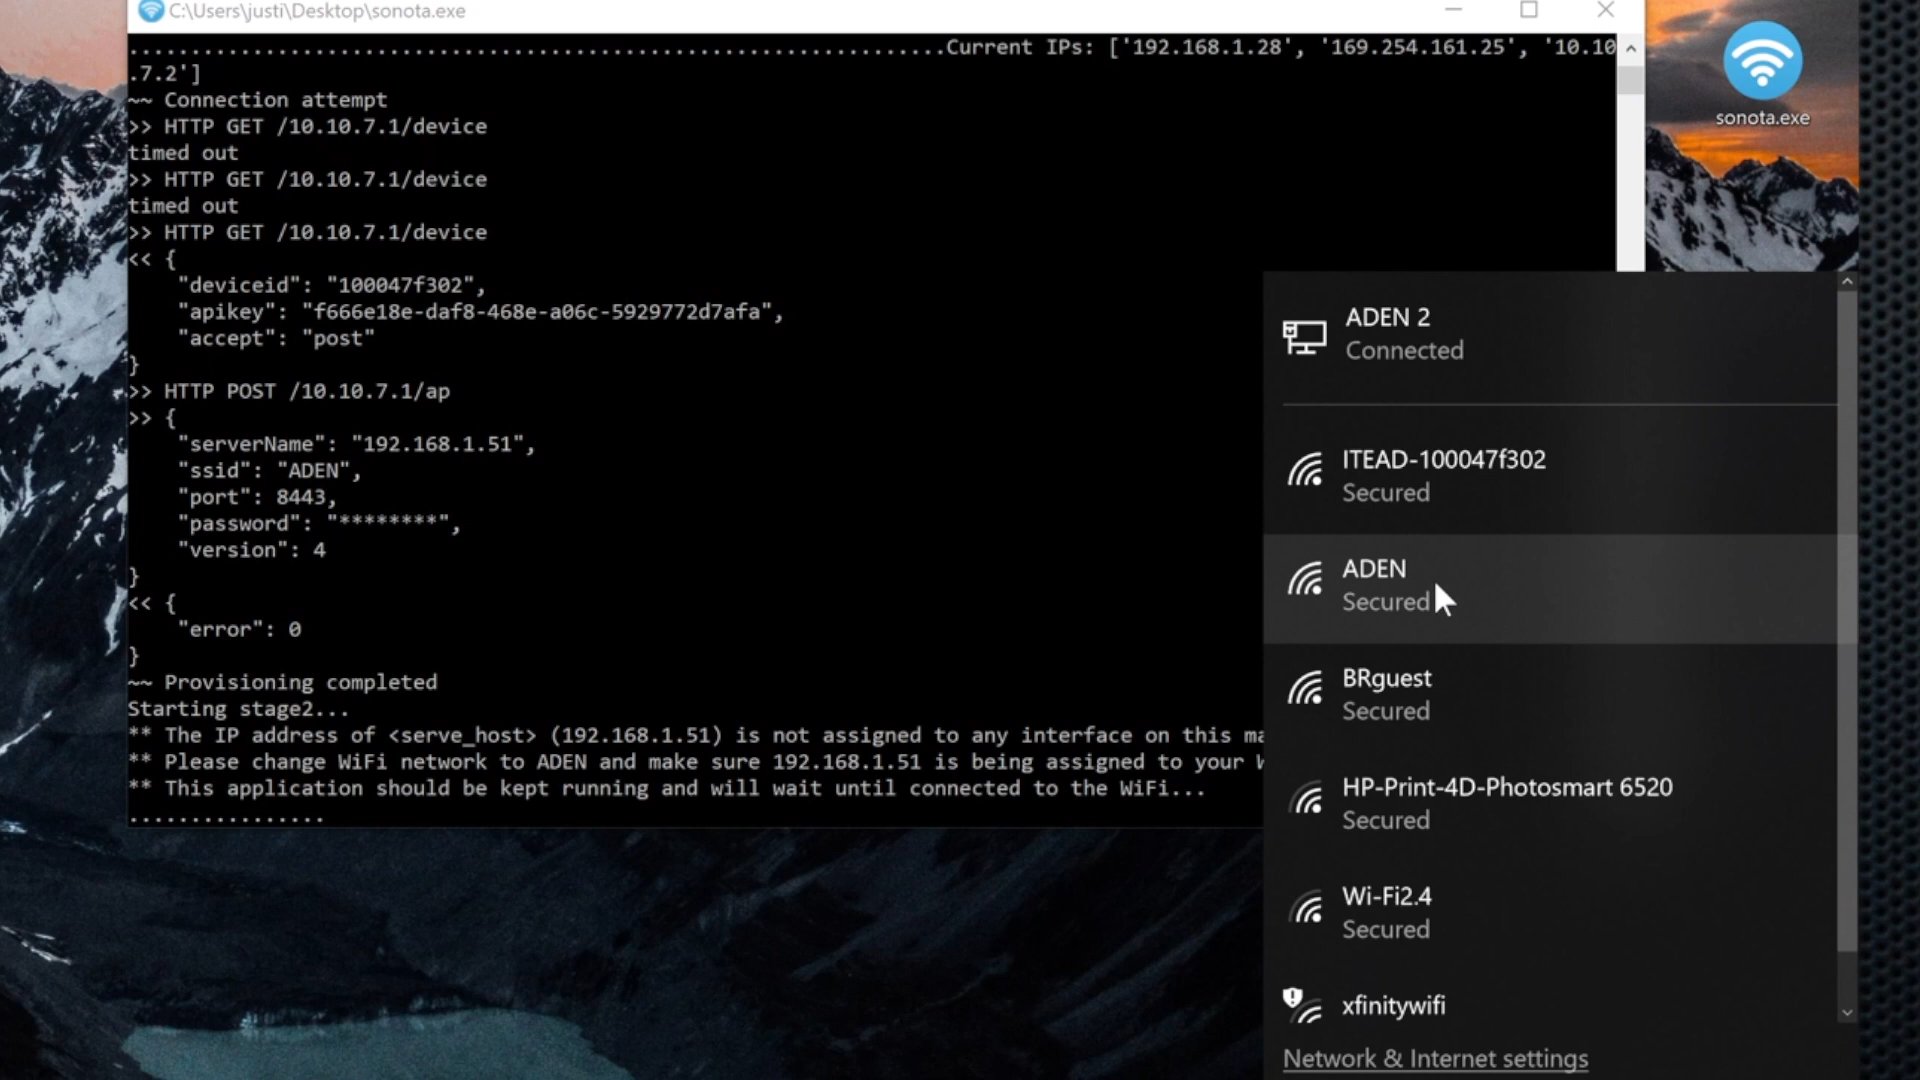 C:\Users\justi\Desktop\sonota.exe
..................................................................Current IPs: ['192.168.1.28', '169.254.161.25', '10.10
.7.2']
~~ Connection attempt
>> HTTP GET /10.10.7.1/device
timed out
>> HTTP GET /10.10.7.1/device
timed out
>> HTTP GET /10.10.7.1/device
<< {
"deviceid": "100047f302",
"apikey": "f666e18e-daf8-468e-a06c-5929772d7afa",
"accept": "post"
}
>> HTTP POST /10.10.7.1/ap
>> {
"serverName": "192.168.1.51",
"ssid": "ADEN",
"port": 8443,
"password": "********",
"version": 4
}
<< {
"error": 0
}
~~ Provisioning completed
Starting stage2...
** The IP address of <serve_host> (192.168.1.51) is not assigned to any interface on this ma
** Please change WiFi network to ADEN and make sure 192.168.1.51 is being assigned to your W
** This application should be kept running and will wait until connected to the WiFi...
................
sonota.exe
ADEN 2
Connected
ITEAD-100047f302
Secured
ADEN
Secured
BRguest
Secured
HP-Print-4D-Photosmart 6520
Secured
Wi-Fi2.4
Secured
xfinitywifi
Network & Internet settings